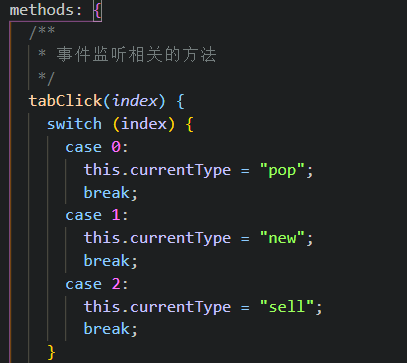 methods: {
/**
* 事件监听相关的方法
*/
tabClick(index) {
switch (index) {
case 0:
this.currentType = "pop";
break;
case 1:
this.currentType = "new";
break;
case 2:
this.currentType = "sell";
break;
}